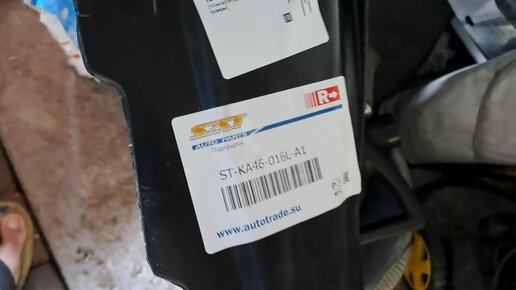 SAT
AUTO PARTS
Подкрылок
R
ST-KA46-016L-A1
www.autotrade.su